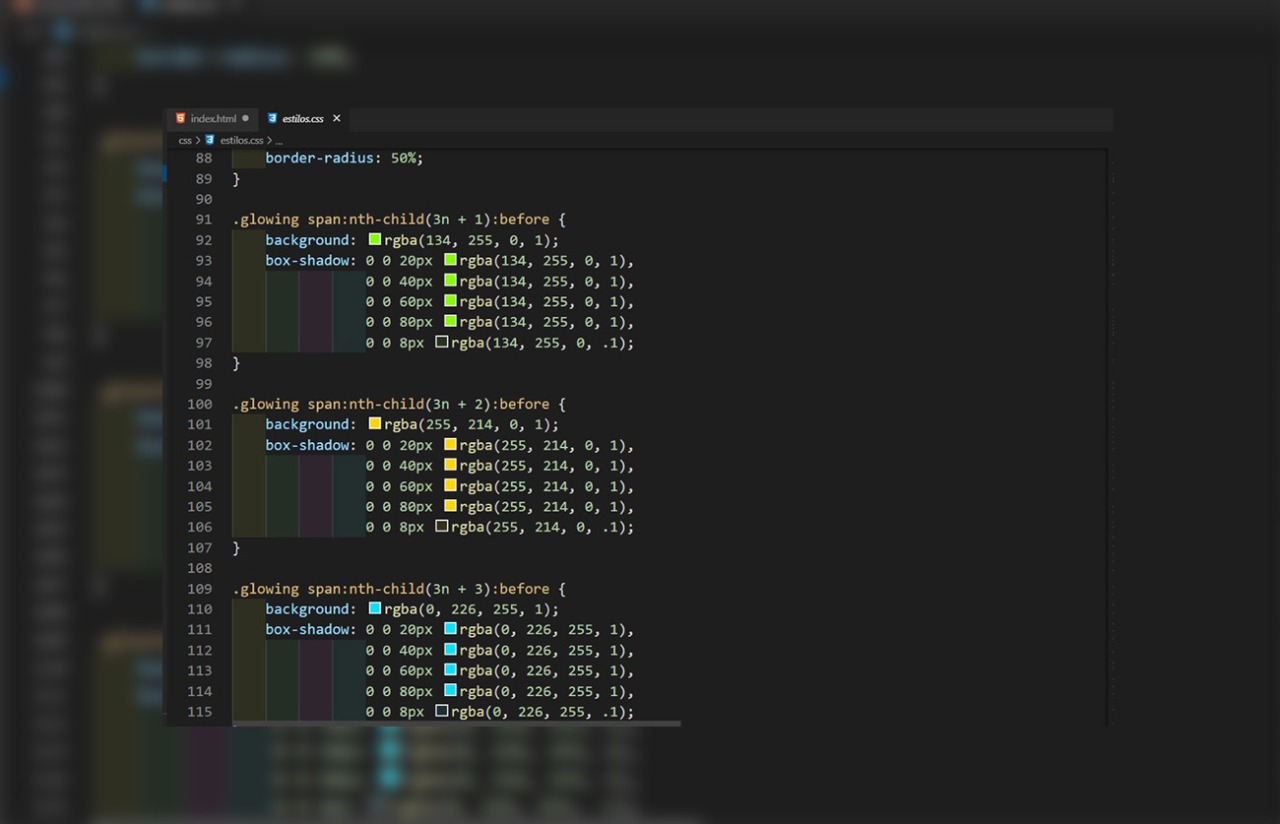 index.html
estilos.css
css > estilos.css > ...
88 border-radius: 50%;
89 }
90
91 .glowing span:nth-child(3n + 1):before {
92 background: rgba(134, 255, 0, 1);
93 box-shadow: 0 0 20px rgba(134, 255, 0, 1),
94 0 0 40px rgba(134, 255, 0, 1),
95 0 0 60px rgba(134, 255, 0, 1),
96 0 0 80px rgba(134, 255, 0, 1),
97 0 0 8px rgba(134, 255, 0, .1);
98 }
99
100 .glowing span:nth-child(3n + 2):before {
101 background: rgba(255, 214, 0, 1);
102 box-shadow: 0 0 20px rgba(255, 214, 0, 1),
103 0 0 40px rgba(255, 214, 0, 1),
104 0 0 60px rgba(255, 214, 0, 1),
105 0 0 80px rgba(255, 214, 0, 1),
106 0 0 8px rgba(255, 214, 0, .1);
107 }
108
109 .glowing span:nth-child(3n + 3):before {
110 background: rgba(0, 226, 255, 1);
111 box-shadow: 0 0 20px rgba(0, 226, 255, 1),
112 0 0 40px rgba(0, 226, 255, 1),
113 0 0 60px rgba(0, 226, 255, 1),
114 0 0 80px rgba(0, 226, 255, 1),
115 0 0 8px rgba(0, 226, 255, .1);